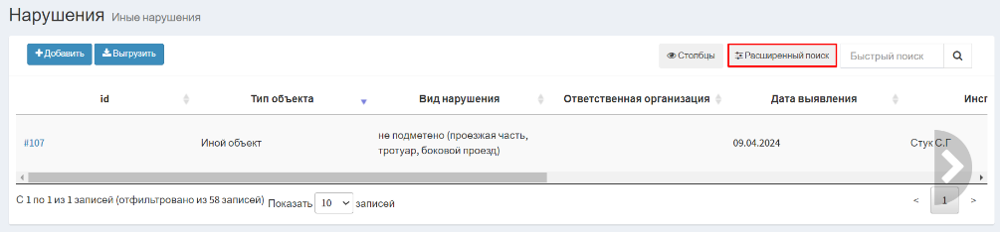 Нарушения Иные нарушения
Добавить Выгрузить Столбцы Расширенный поиск Быстрый поиск
id Тип объекта Вид нарушения Ответственная организация Дата выявления Инсп
#107 Иной объект не подметено (проезжая часть, тротуар, боковой проезд) 09.04.2024 Стук С.Г
С 1 по 1 из 1 записей (отфильтровано из 58 записей) Показать 10 записей < 1 >